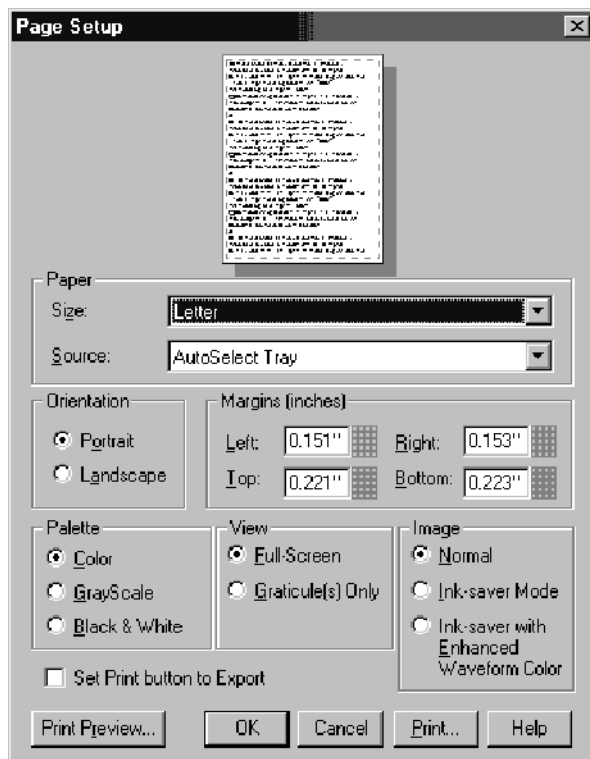 Page Setup
Paper
Size: Letter
Source: AutoSelect Tray
Orientation
Portrait
Landscape
Margins (inches)
Left: 0.151" Right: 0.153"
Top: 0.221" Bottom: 0.223"
Palette
Color
GrayScale
Black & White
View
Full-Screen
Graticule(s) Only
Image
Normal
Ink-saver Mode
Ink-saver with
Enhanced
Waveform Color
Set Print button to Export
Print Preview... OK Cancel Print... Help